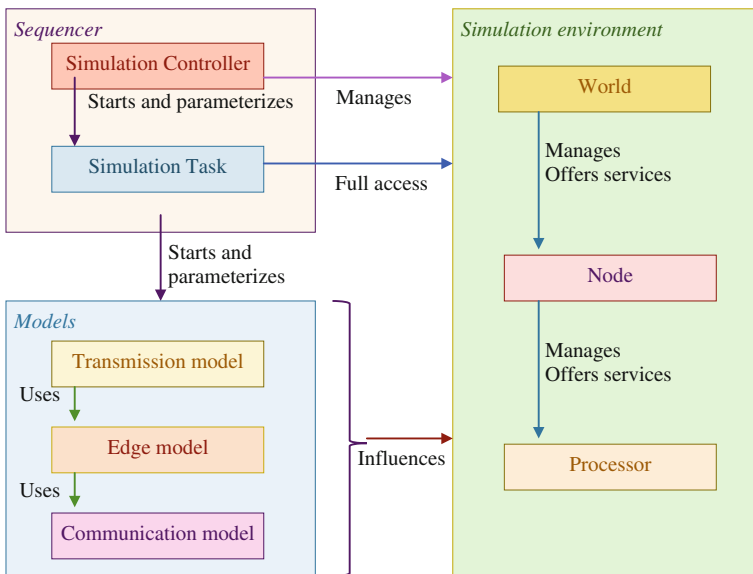 Sequencer
Simulation Controller
Starts and parameterizes
Simulation Task
Manages
Full access
Starts and
parameterizes
Models
Transmission model
Uses
Edge model
Uses
Communication model
Influences
Simulation environment
World
Manages
Offers services
Node
Manages
Offers services
Processor